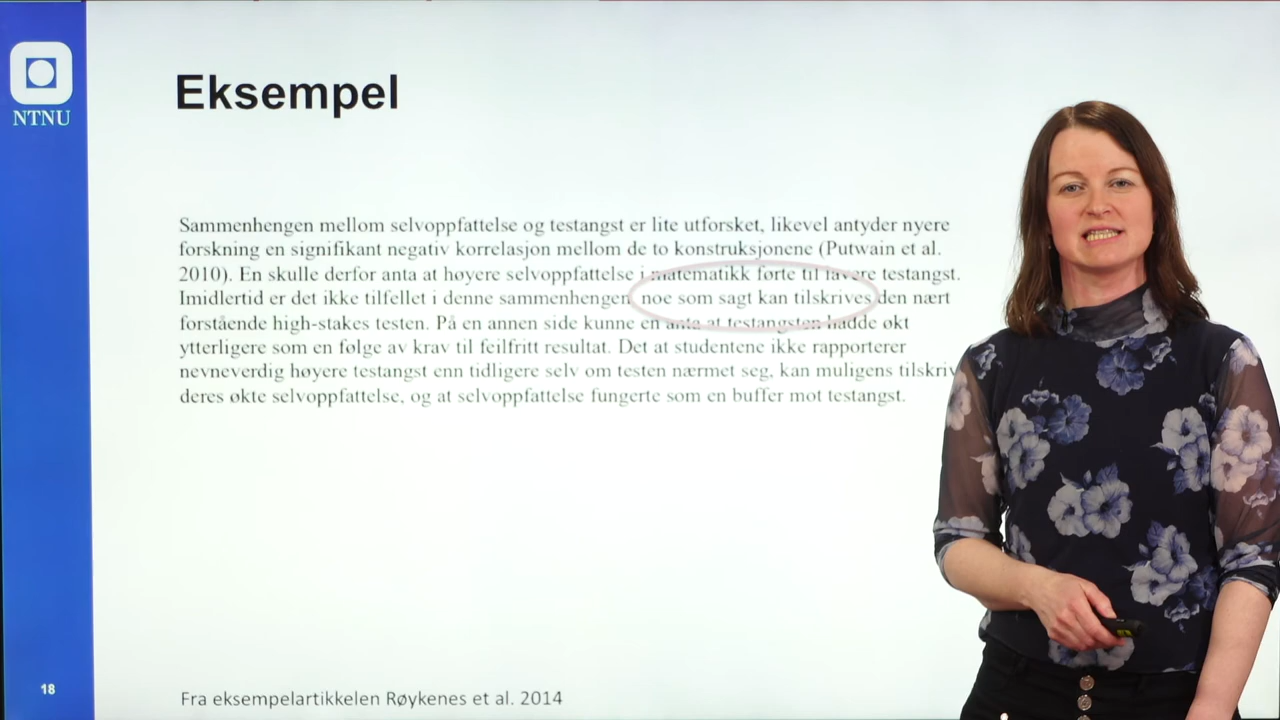 NTNU
Eksempel
Sammenhengen mellom selvoppfattelse og testangst er lite utforsket, likevel antyder nyere
forskning en signifikant negativ korrelasjon mellom de to konstruksjonene (Putwain et al.
2010). En skulle derfor anta at høyere selvoppfattelse i matematikk førte til lavere testangst.
Imidlertid er det ikke tilfellet i denne sammenhengen noe som sagt kan tilskrives den nært
forstående high-stakes testen. På en annen side kunne en anta at testangsten hadde økt
ytterligere som en følge av krav til feilfritt resultat. Det at studentene ikke rapporterer
nevneverdig høyere testangst enn tidligere selv om testen nærmet seg, kan muligens tilskriv
deres økte selvoppfattelse, og at selvoppfattelse fungerte som en buffer mot testangst.
18
Fra eksempelartikkelen Røykenes et al. 2014